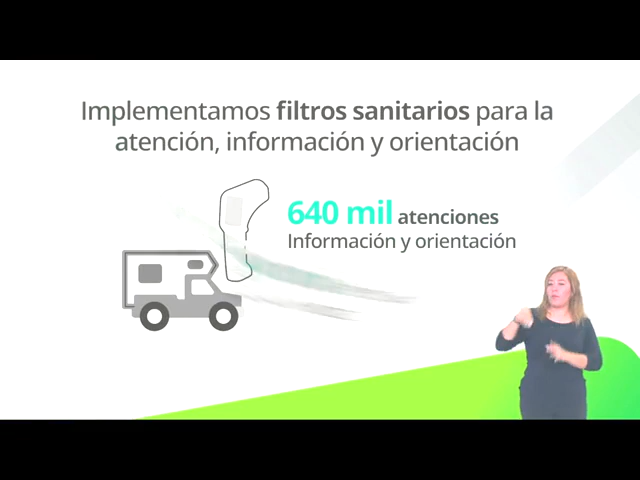 Implementamos filtros sanitarios para la
atención, información y orientación
640 mil atenciones
Información y orientación